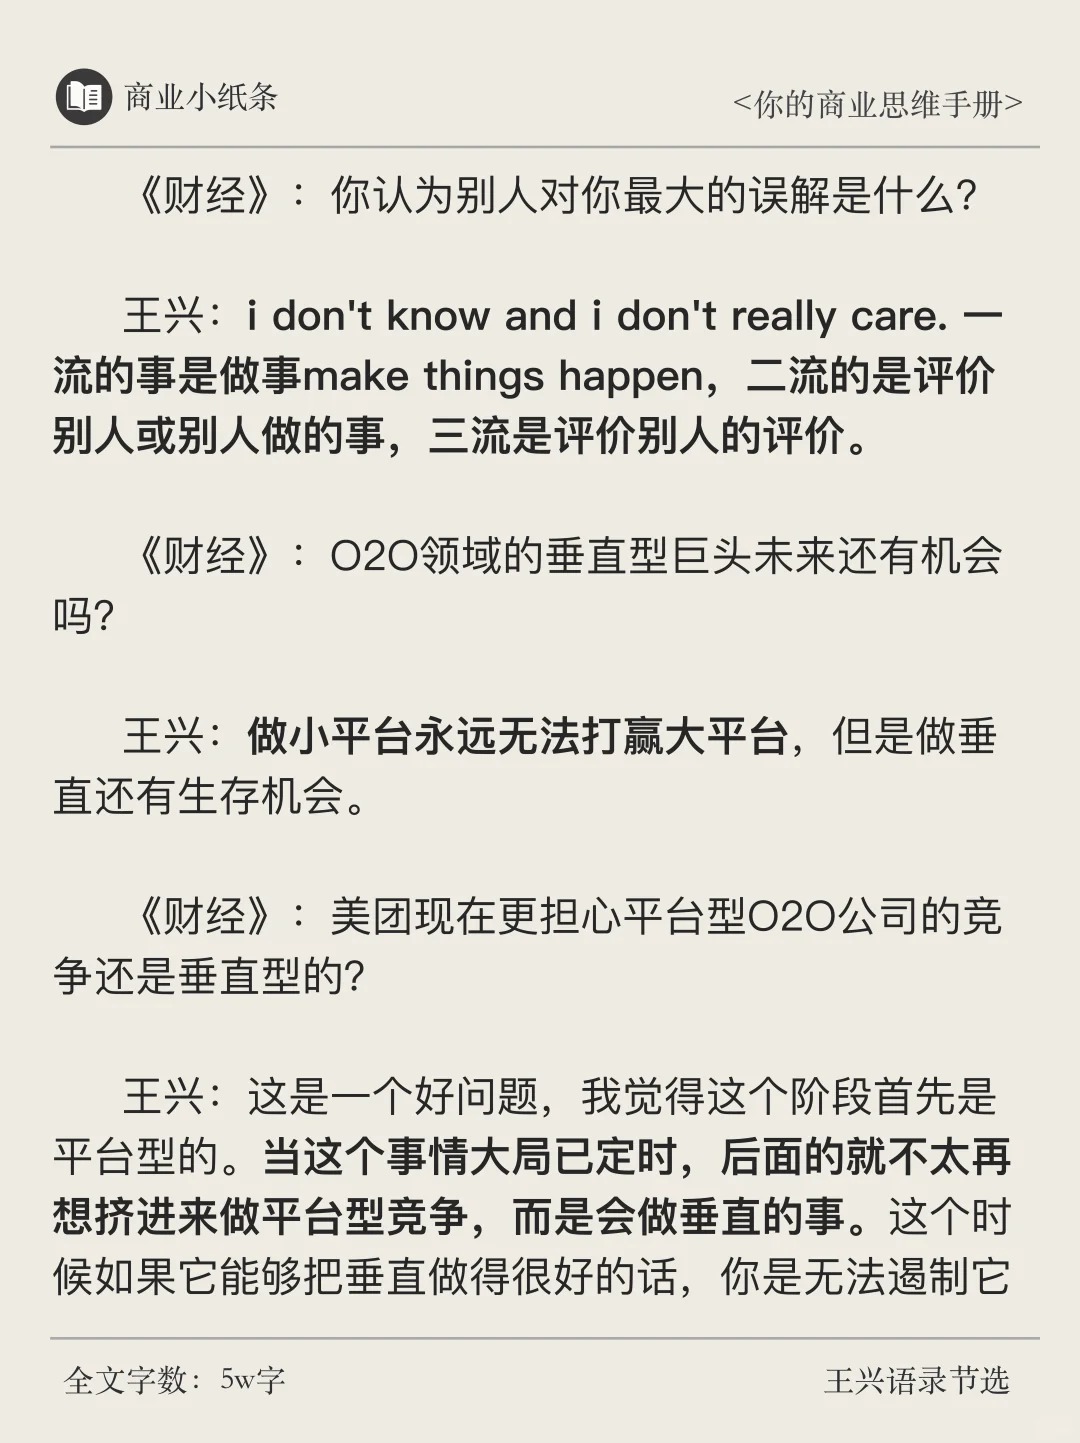 商业小纸条
<你的商业思维手册>
《财经》：你认为别人对你最大的误解是什么?
王兴：i don't know and i don't really care. 一
流的事是做事make things happen，二流的是评价
别人或别人做的事，三流是评价别人的评价。
《财经》：O2O领域的垂直型巨头未来还有机会
吗?
王兴：做小平台永远无法打赢大平台，但是做垂
直还有生存机会。
《财经》：美团现在更担心平台型O2O公司的竞
争还是垂直型的?
王兴：这是一个好问题，我觉得这个阶段首先是
平台型的。当这个事情大局已定时，后面的就不太再
想挤进来做平台型竞争，而是会做垂直的事。这个时
候如果它能够把垂直做得很好的话，你是无法遏制它
全文字数：5w字
王兴语录节选